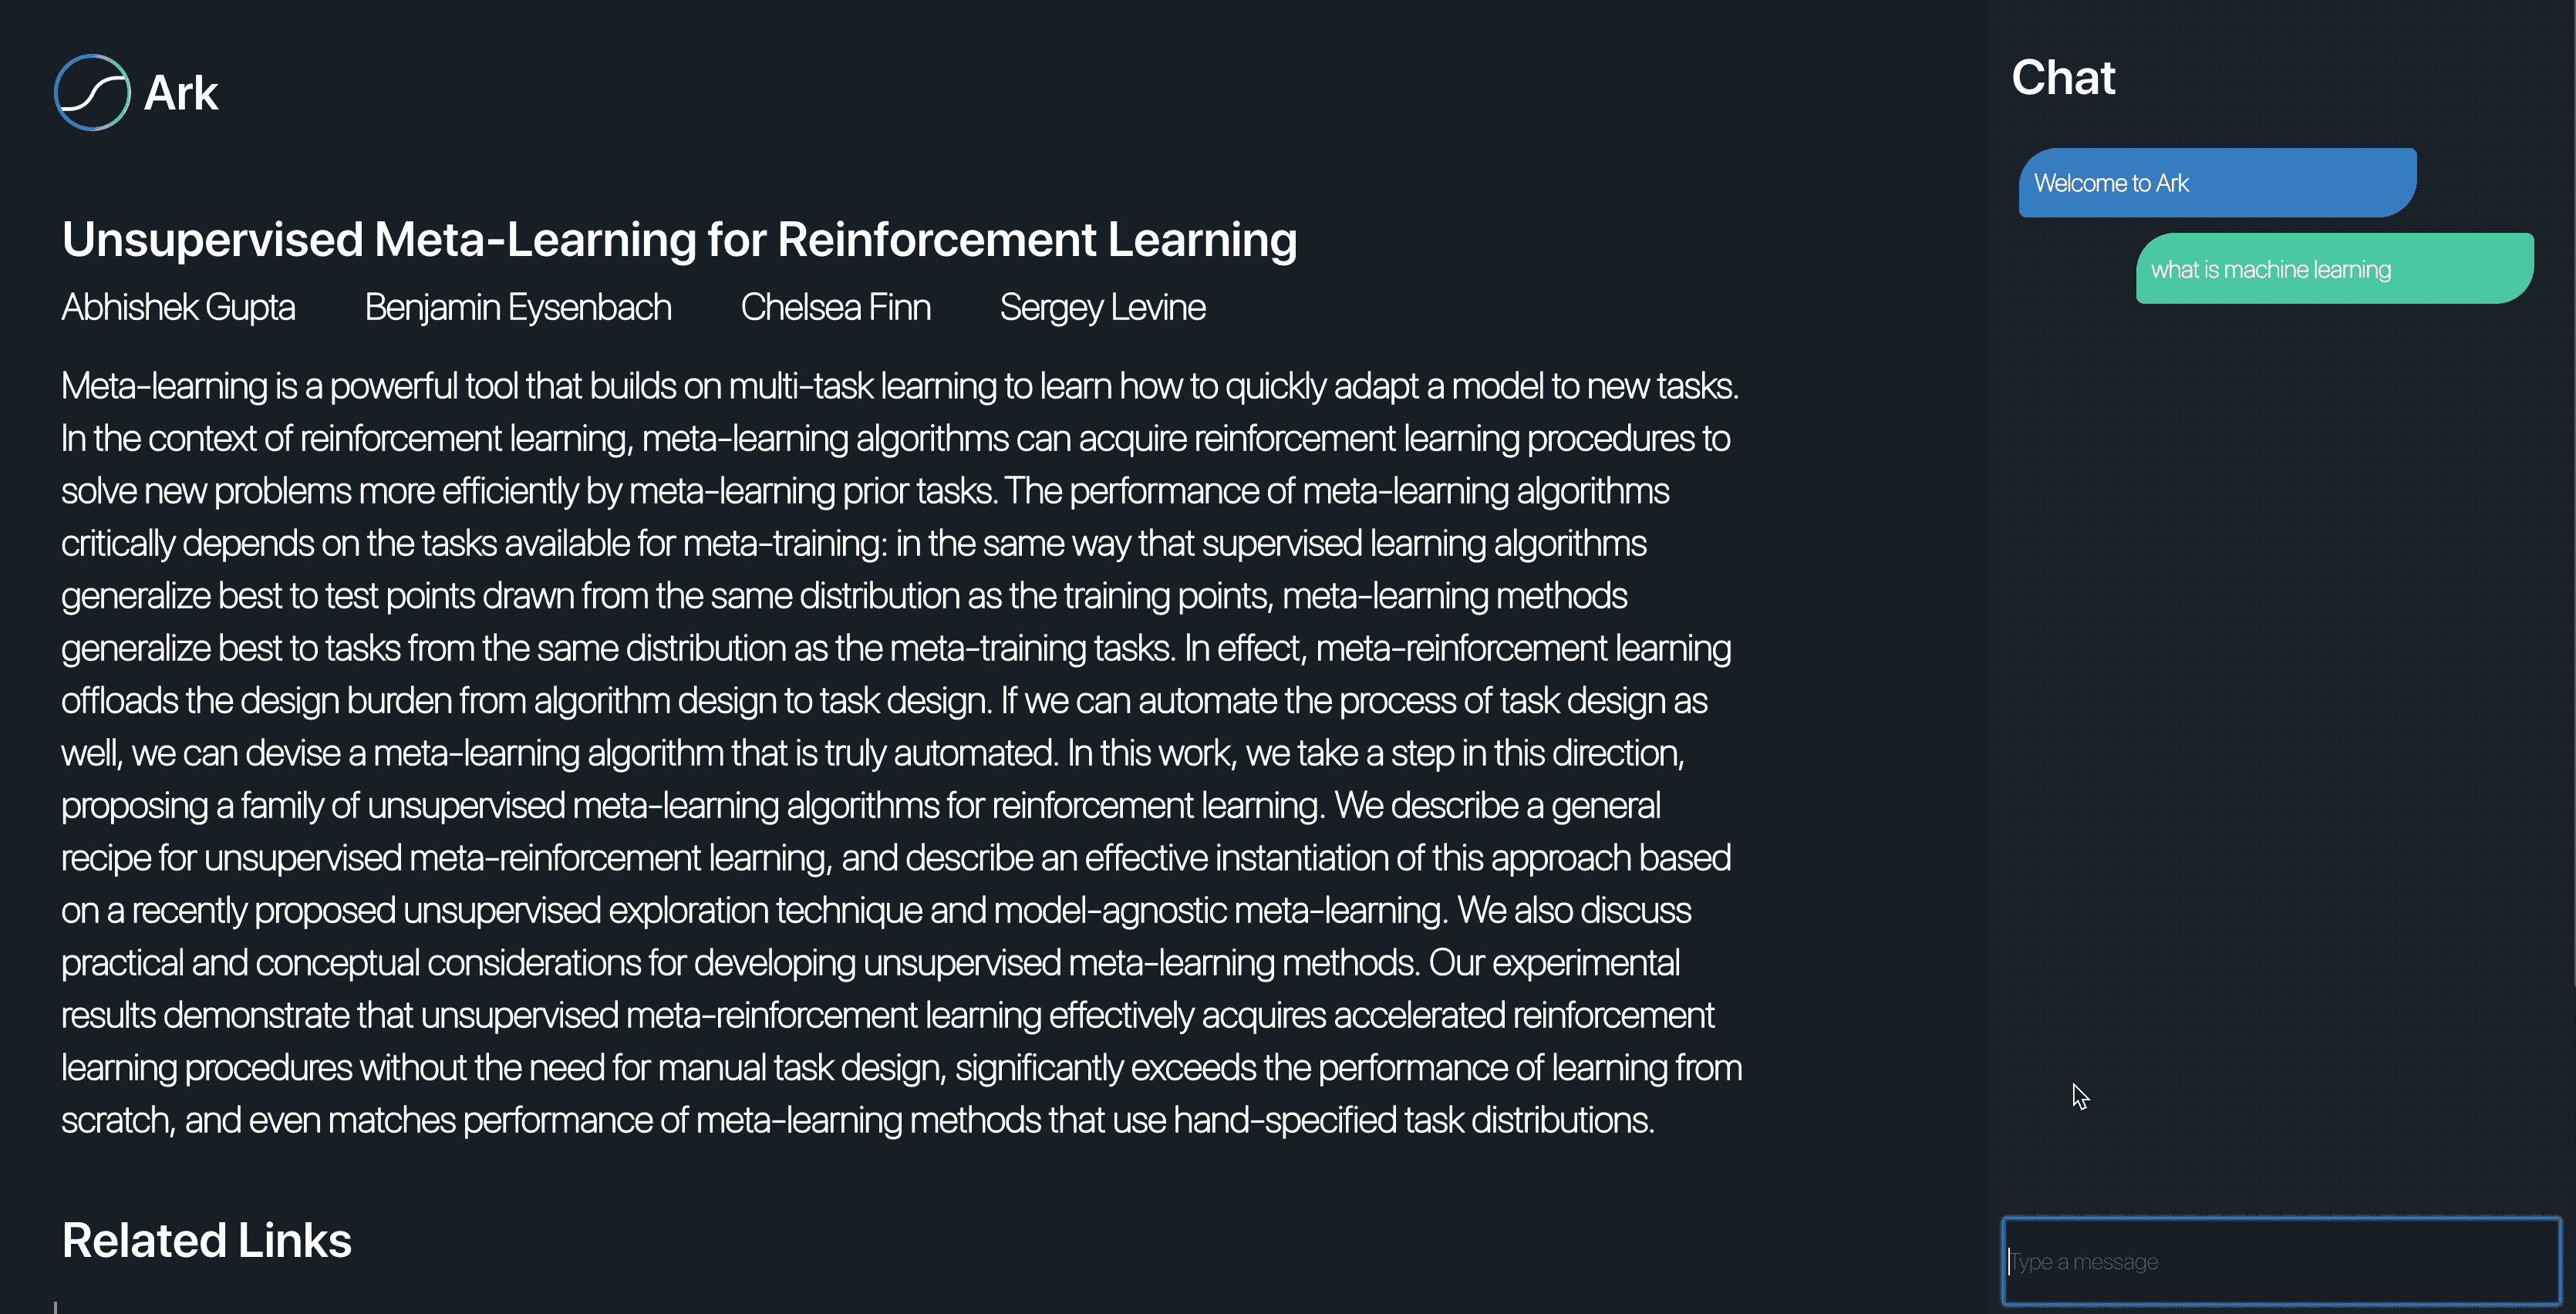 Ark
Unsupervised Meta-Learning for Reinforcement Learning
Abhishek Gupta Benjamin Eysenbach Chelsea Finn Sergey Levine
Meta-learning is a powerful tool that builds on multi-task learning to learn how to quickly adapt a model to new tasks.
In the context of reinforcement learning, meta-learning algorithms can acquire reinforcement learning procedures to
solve new problems more efficiently by meta-learning prior tasks. The performance of meta-learning algorithms
critically depends on the tasks available for meta-training: in the same way that supervised learning algorithms
generalize best to test points drawn from the same distribution as the training points, meta-learning methods
generalize best to tasks from the same distribution as the meta-training tasks. In effect, meta-reinforcement learning
offloads the design burden from algorithm design to task design. If we can automate the process of task design as
well, we can devise a meta-learning algorithm that is truly automated. In this work, we take a step in this direction,
proposing a family of unsupervised meta-learning algorithms for reinforcement learning. We describe a general
recipe for unsupervised meta-reinforcement learning, and describe an effective instantiation of this approach based
on a recently proposed unsupervised exploration technique and model-agnostic meta-learning. We also discuss
practical and conceptual considerations for developing unsupervised meta-learning methods. Our experimental
results demonstrate that unsupervised meta-reinforcement learning effectively acquires accelerated reinforcement
learning procedures without the need for manual task design, significantly exceeds the performance of learning from
scratch, and even matches performance of meta-learning methods that use hand-specified task distributions.
Related Links
Chat
Welcome to Ark
what is machine learning
Type a message